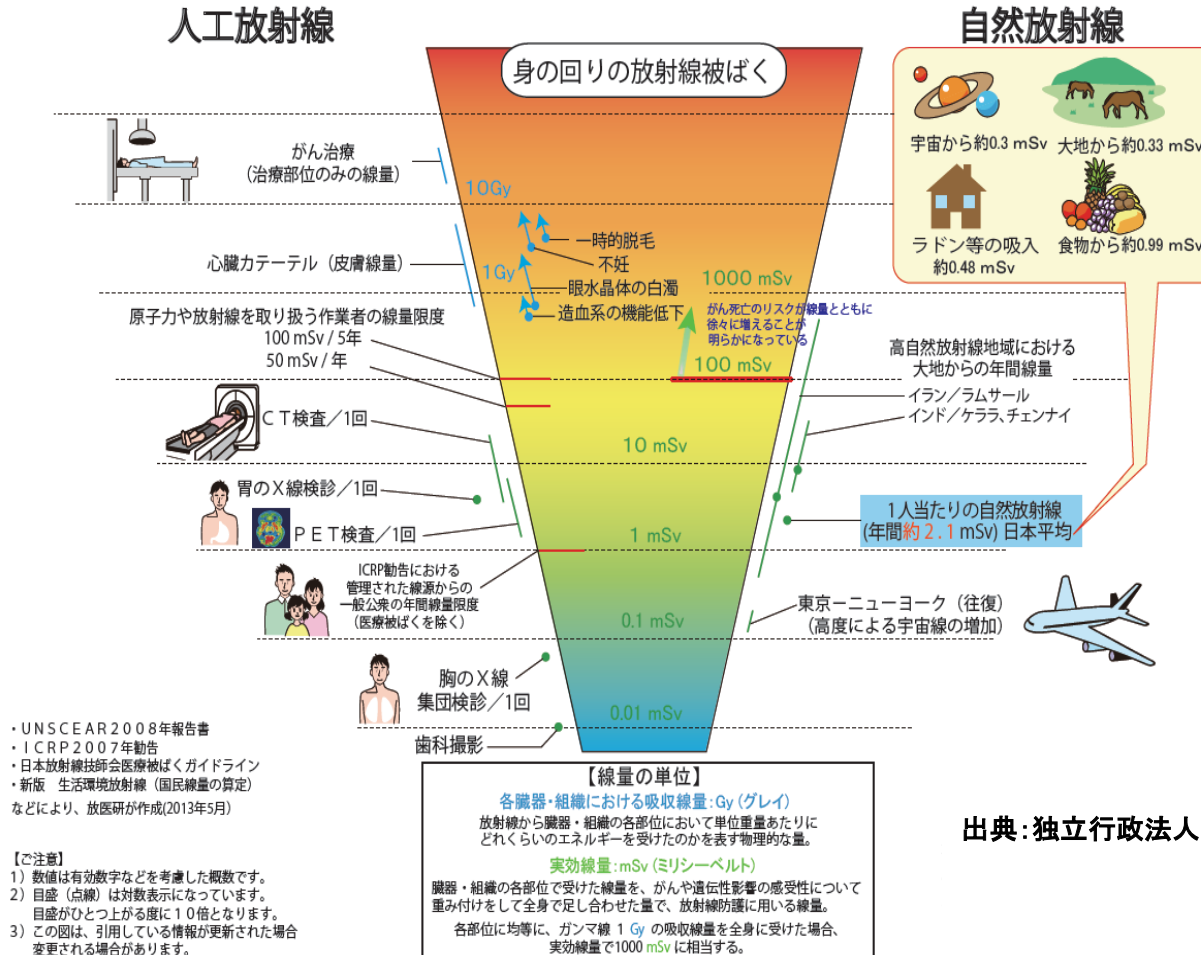 人工放射線
自然放射線
身の回りの放射線被ばく
がん治療
(治療部位のみの線量)
10Gy
心臓カテーテル(皮膚線量)
1Gy
一時的脱毛
不妊
眼水晶体の白濁
造血系の機能低下
原子力や放射線を取り扱う作業者の線量限度
100 mSv / 5年
50 mSv / 年
1000 mSv
がん死亡のリスクが線量とともに
徐々に増えることが
明らかになっている
100 mSv
CT検査/1回
10 mSv
胃のX線検診/1回
PET検査/1回
1 mSv
ICRP勧告における
管理された線源からの
一般公衆の年間線量限度
(医療被ばくを除く)
0.1 mSv
胸のX線
集団検診/1回
0.01 mSv
歯科撮影
宇宙から約0.3 mSv
大地から約0.33 mSv
ラドン等の吸入
約0.48 mSv
食物から約0.99 mSv
高自然放射線地域における
大地からの年間線量
イラン/ラムサール
インド/ケララ、チェンナイ
1人当たりの自然放射線
(年間約2.1 mSv) 日本平均
東京ーニューヨーク(往復)
(高度による宇宙線の増加)
・UNSCEAR2008年報告書
・ICRP2007年勧告
・日本放射線技師会医療被ばくガイドライン
・新版 生活環境放射線(国民線量の算定)
などにより、放医研が作成(2013年5月)
【ご注意】
1)数値は有効数字などを考慮した概数です。
2)目盛(点線)は対数表示になっています。
目盛がひとつ上がる度に10倍となります。
3)この図は、引用している情報が更新された場合
変更される場合があります。
【線量の単位】
各臓器・組織における吸収線量:Gy(グレイ)
放射線から臓器・組織の各部位において単位重量あたりに
どれくらいのエネルギーを受けたのかを表す物理的な量。
実効線量:mSv(ミリシーベルト)
臓器・組織の各部位で受けた線量を、がんや遺伝性影響の感受性について
重み付けをして全身で足し合わせた量で、放射線防護に用いる線量。
各部位に均等に、ガンマ線 1 Gy の吸収線量を全身に受けた場合、
実効線量で1000 mSv に相当する。
出典:独立行政法人